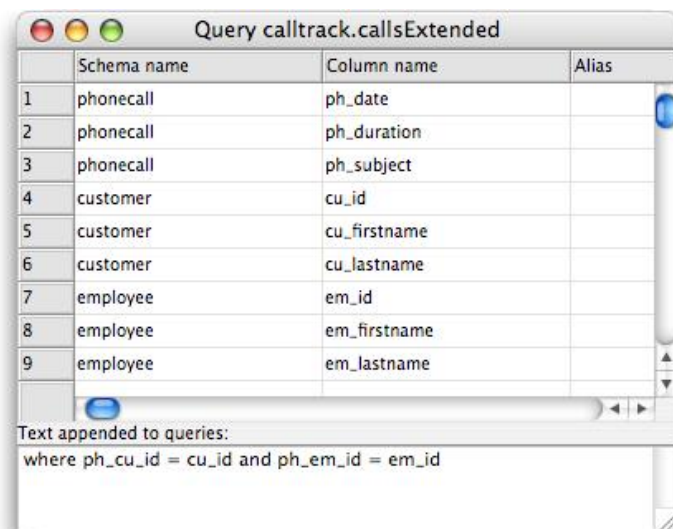 Query calltrack.callsExtended
Schema name Column name Alias
1 phonecall ph_date
2 phonecall ph_duration
3 phonecall ph_subject
4 customer cu_id
5 customer cu_firstname
6 customer cu_lastname
7 employee em_id
8 employee em_firstname
9 employee em_lastname
Text appended to queries:
where ph_cu_id = cu_id and ph_em_id = em_id